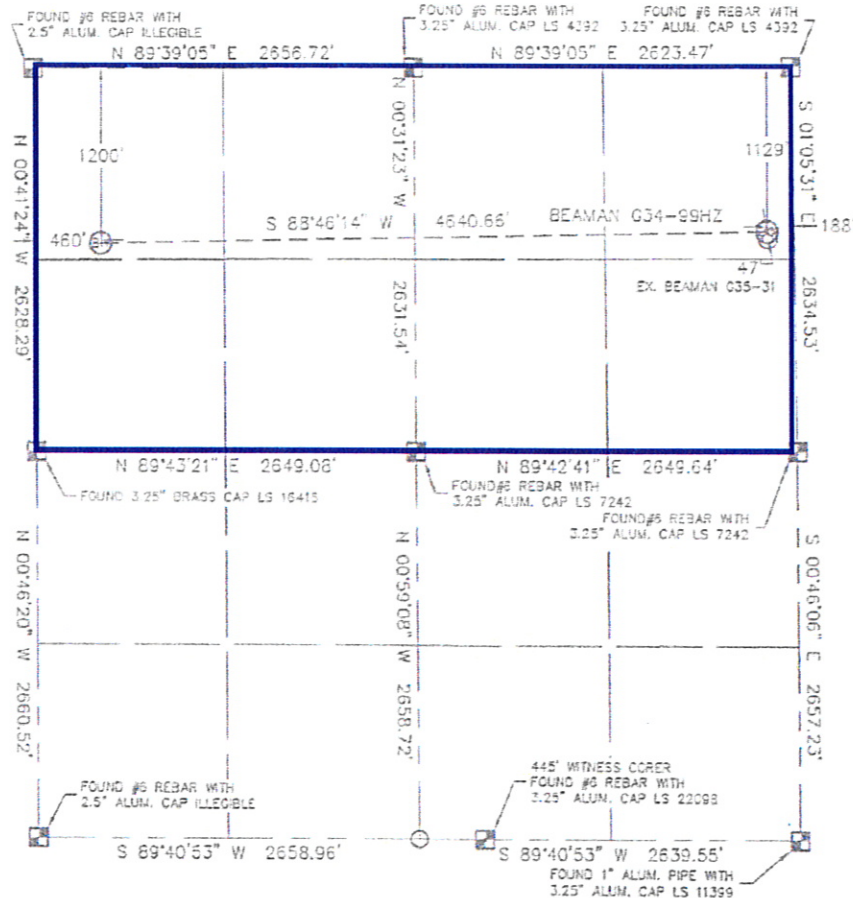 FOUND #6 REBAR WITH
2.5" ALUM. CAP ILLEGIBLE
FOUND #6 REBAR WITH
3.25" ALUM. CAP LS 4392
FOUND #6 REBAR WITH
3.25" ALUM. CAP LS 4392
N 89°39'05" E 2656.72'
N 89°39'05" E 2623.47'
N 00°41'24" W 2628.29'
1200'
460'
N 00°31'23" W 2631.54'
S 88°46'14" W 4640.66'
BEAMAN G34-99HZ
1129'
S 01°05'31" E 2634.53'
188
47'
EX. BEAMAN G35-31
N 89°43'21" E 2649.08'
N 89°42'41" E 2649.64'
FOUND 3.25" BRASS CAP LS 16415
FOUND #6 REBAR WITH
3.25" ALUM. CAP LS 7242
FOUND #6 REBAR WITH
3.25" ALUM. CAP LS 7242
N 00°46'20" W 2660.52'
N 00°59'08" W 2658.72'
S 00°46'06" E 2657.23'
FOUND #6 REBAR WITH
2.5" ALUM. CAP ILLEGIBLE
445' WITNESS CORER
FOUND #6 REBAR WITH
3.25" ALUM. CAP LS 22098
S 89°40'53" W 2658.96'
S 89°40'53" W 2639.55'
FOUND 1" ALUM. PIPE WITH
3.25" ALUM. CAP LS 11399